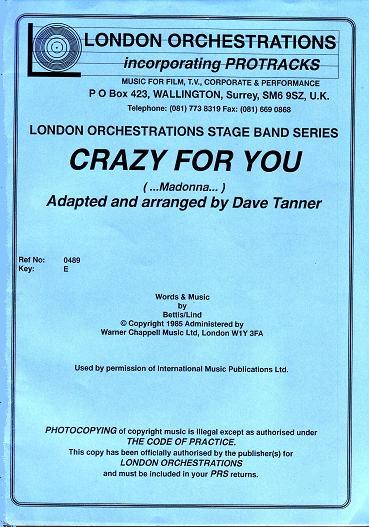 LONDON ORCHESTRATIONS
incorporating PROTRACKS
MUSIC FOR FILM, T.V., CORPORATE & PERFORMANCE
P O Box 423, WALLINGTON, Surrey, SM6 9SZ, U.K.
Telephone: (081) 773 8319 Fax: (081) 669 0868
LONDON ORCHESTRATIONS STAGE BAND SERIES
CRAZY FOR YOU
( ...Madonna... )
Adapted and arranged by Dave Tanner
Ref No: 0489
Key: E
Words & Music
by
Bettis/Lind
© Copyright 1985 Administered by
Warner Chappell Music Ltd, London W1Y 3FA
Used by permission of International Music Publications Ltd.
PHOTOCOPYING of copyright music is illegal except as authorised under
THE CODE OF PRACTICE.
This copy has been officially authorised by the publisher(s) for
LONDON ORCHESTRATIONS
and must be included in your PRS returns.